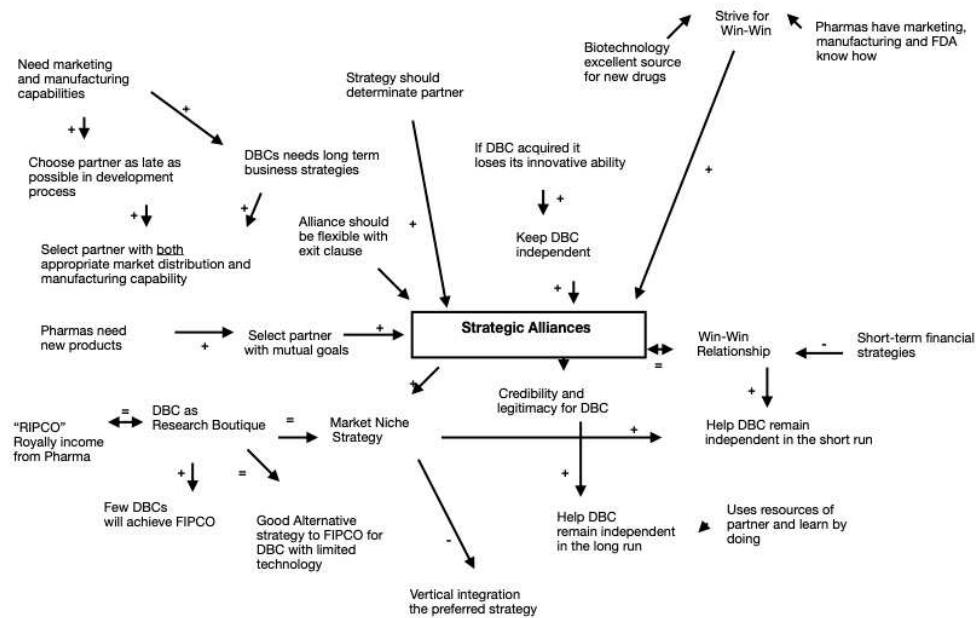 Strive for
Win-Win
Pharmas have marketing,
manufacturing and FDA
know how
Biotechnology
excellent source
for new drugs
Need marketing
and manufacturing
capabilities
Strategy should
determinate partner
+
+
If DBC acquired it
loses its innovative ability
DBCs needs long term
business strategies
Choose partner as late as
possible in development
process
+
+
+
+
Alliance should
be flexible with
exit clause
+
Keep DBC
independent
Select partner with both
appropriate market distribution and
manufacturing capability
+
Strategic Alliances
Pharmas need
new products
+
Select partner
with mutual goals
+
Win-Win
Relationship
=
-
Short-term financial
strategies
+
Credibility and
legitimacy for DBC
+
"RIPCO"
Royally income
from Pharma
=
DBC as
Research Boutique
=
Market Niche
Strategy
+
Help DBC remain
independent in the short run
+
=
+
Few DBCs
will achieve FIPCO
Good Alternative
strategy to FIPCO for
DBC with limited
technology
Help DBC
remain independent
in the long run
Uses resources of
partner and learn by
doing
-
Vertical integration
the preferred strategy